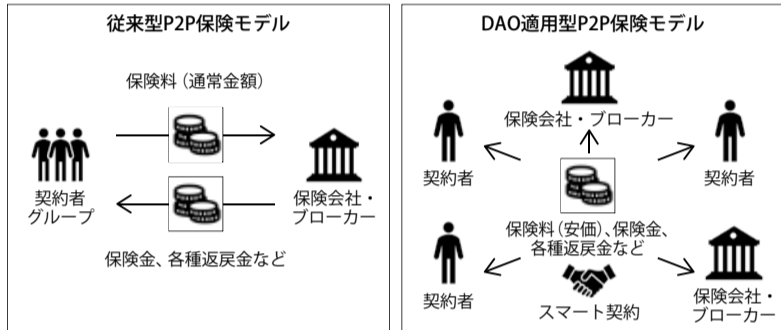 従来型P2P保険モデル
保険料（通常金額）
契約者
グループ
保険会社・
ブローカー
保険金、各種返戻金など
DAO適用型P2P保険モデル
保険会社・ブローカー
契約者
契約者
保険料（安価）、保険金、
各種返戻金など
契約者
スマート契約
保険会社・
ブローカー